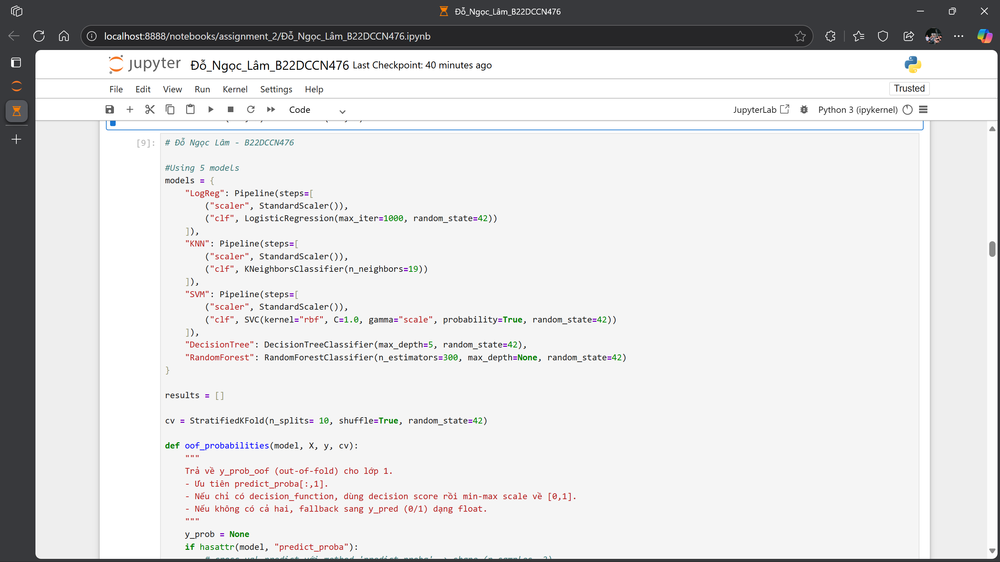 Đỗ_Ngọc_Lâm_B22DCCN476
localhost:8888/notebooks/assignment_2/Đỗ_Ngọc_Lâm_B22DCCN476.ipynb
jupyter Đỗ_Ngọc_Lâm_B22DCCN476 Last Checkpoint: 40 minutes ago
File Edit View Run Kernel Settings Help Trusted
Code JupyterLab Python 3 (ipykernel)
[9]: # Đỗ Ngọc Lâm - B22DCCN476
#Using 5 models
models = {
    "LogReg": Pipeline(steps=[
        ("scaler", StandardScaler()),
        ("clf", LogisticRegression(max_iter=1000, random_state=42))
    ]),
    "KNN": Pipeline(steps=[
        ("scaler", StandardScaler()),
        ("clf", KNeighborsClassifier(n_neighbors=19))
    ]),
    "SVM": Pipeline(steps=[
        ("scaler", StandardScaler()),
        ("clf", SVC(kernel="rbf", C=1.0, gamma="scale", probability=True, random_state=42))
    ]),
    "DecisionTree": DecisionTreeClassifier(max_depth=5, random_state=42),
    "RandomForest": RandomForestClassifier(n_estimators=300, max_depth=None, random_state=42)
}
results = []
cv = StratifiedKFold(n_splits= 10, shuffle=True, random_state=42)
def oof_probabilities(model, X, y, cv):
    """
    Trả về y_prob_oof (out-of-fold) cho lớp 1.
    - Ưu tiên predict_proba[:,1].
    - Nếu chỉ có decision_function, dùng decision score rồi min-max scale về [0,1].
    - Nếu không có cả hai, fallback sang y_pred (0/1) dạng float.
    """
    y_prob = None
    if hasattr(model, "predict_proba"):